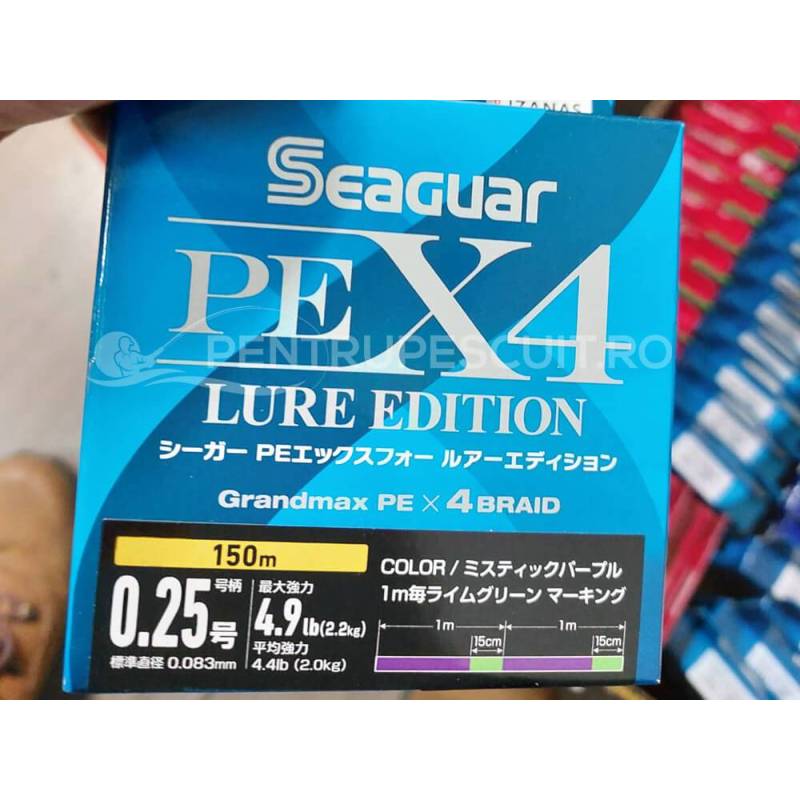 IZANAS
SEAGUAR
PE X4
PENTRUPESCUIT.RO
LURE EDITION
シーガー PEエックスフォー ルアーエディション
Grandmax PE × 4 BRAID
150m
0.25号
号柄
標準直径 0.083mm
最大強力
4.9lb(2.2kg)
平均強力
4.4lb (2.0kg)
COLOR / ミスティックパープル
1m毎ライムグリーン マーキング
1m 1m
15cm 15cm